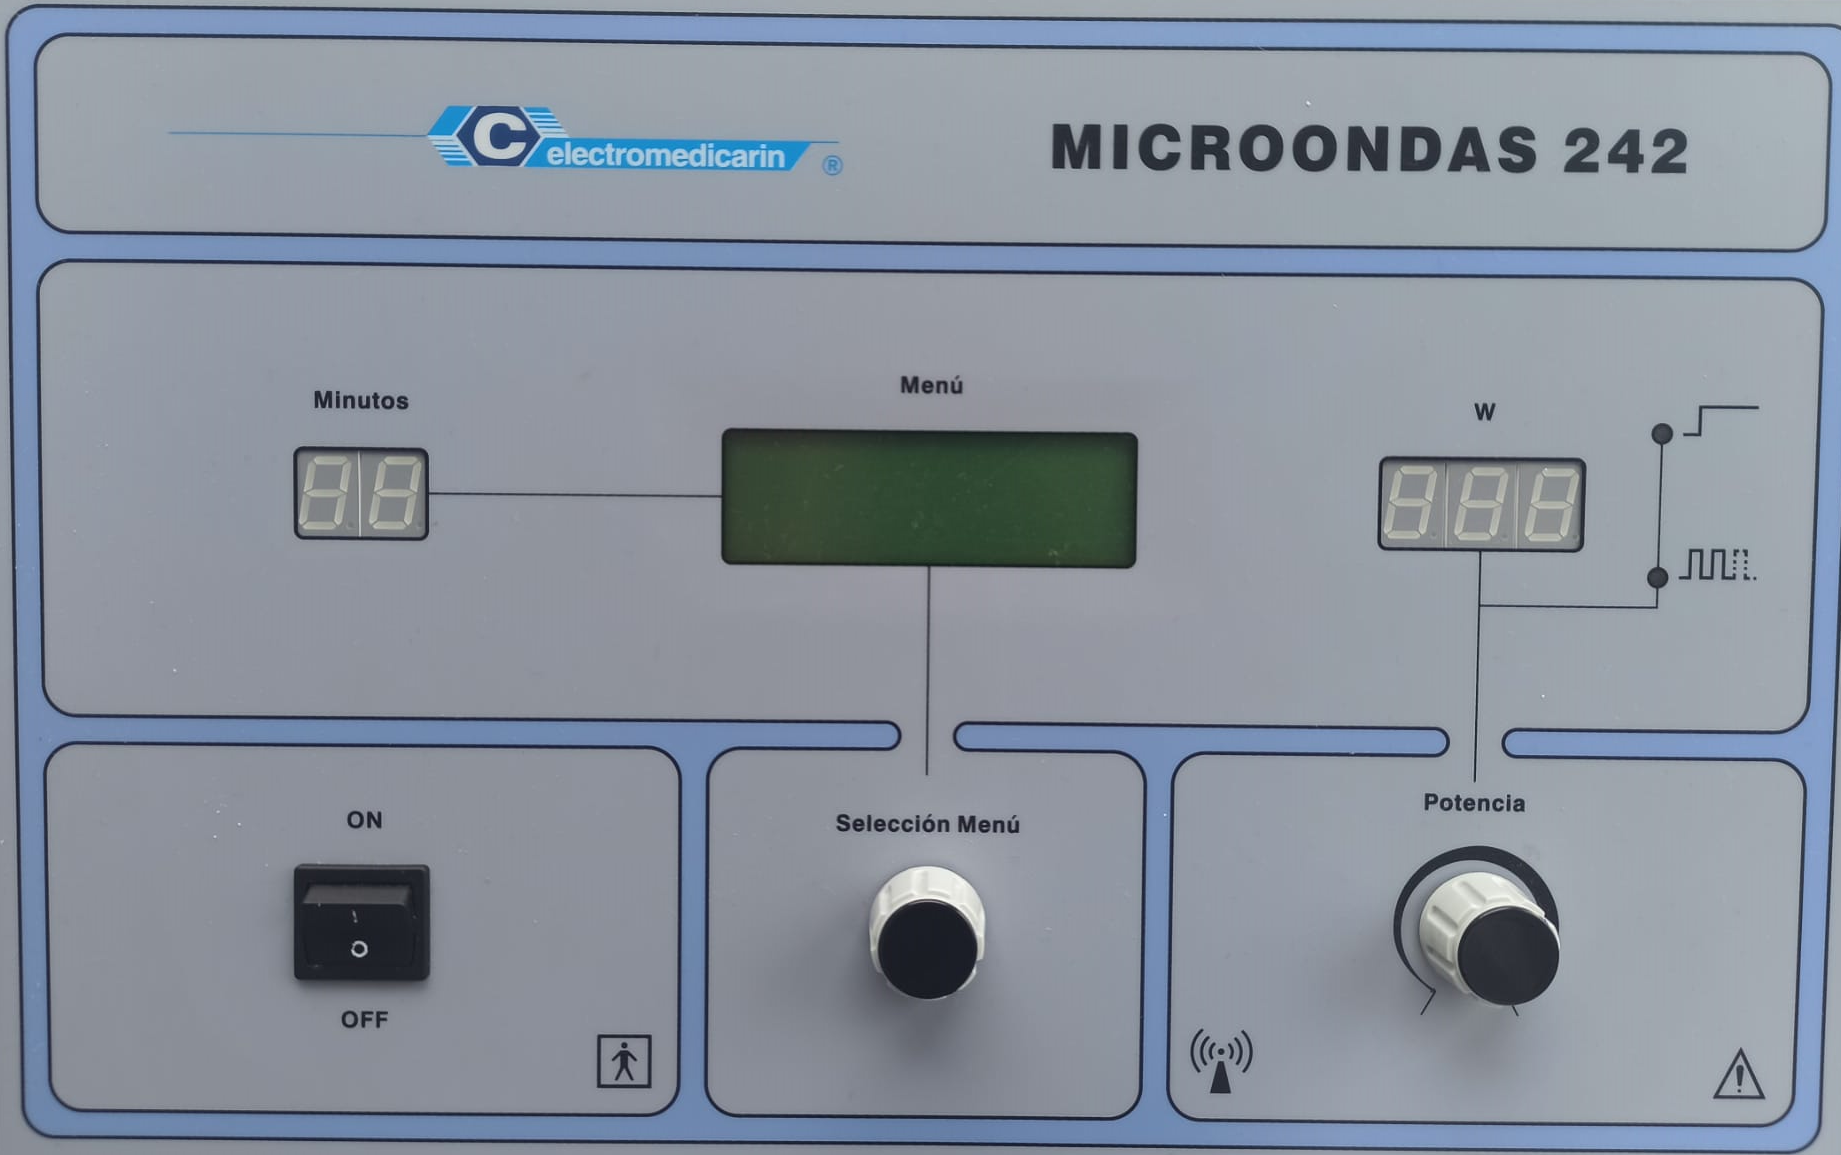 C electromedicarin ®
MICROONDAS 242
Minutos
Menú
W
ON
OFF
Selección Menú
Potencia